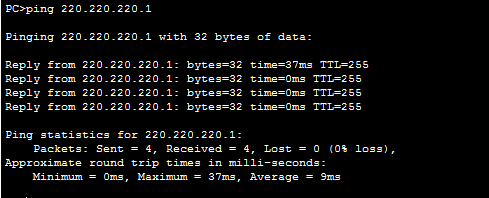 PC>ping 220.220.220.1
Pinging 220.220.220.1 with 32 bytes of data:
Reply from 220.220.220.1: bytes=32 time=37ms TTL=255
Reply from 220.220.220.1: bytes=32 time=0ms TTL=255
Reply from 220.220.220.1: bytes=32 time=0ms TTL=255
Reply from 220.220.220.1: bytes=32 time=0ms TTL=255
Ping statistics for 220.220.220.1:
Packets: Sent = 4, Received = 4, Lost = 0 (0% loss),
Approximate round trip times in milli-seconds:
Minimum = 0ms, Maximum = 37ms, Average = 9ms